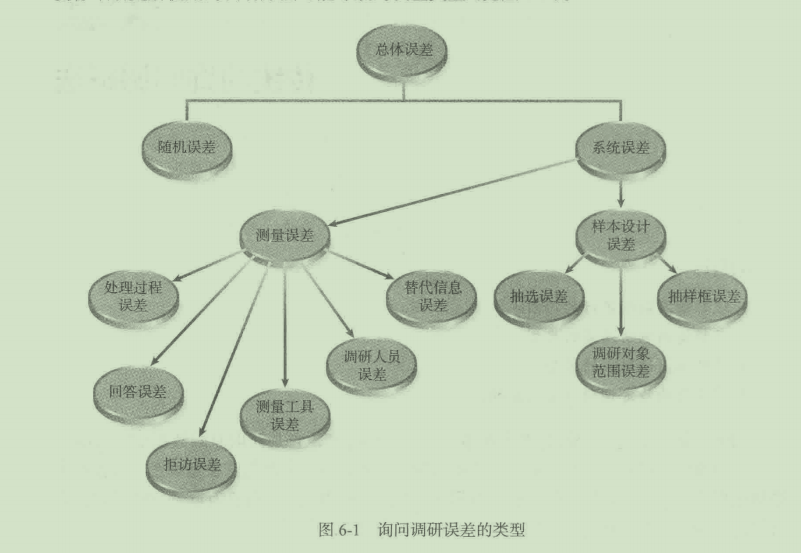 总体误差
随机误差
系统误差
测量误差
样本设计
误差
处理过程
误差
替代信息
误差
抽选误差
抽样框误差
调研人员
误差
调研对象
范围误差
回答误差
测量工具
误差
拒访误差
图 6-1 询问调研误差的类型